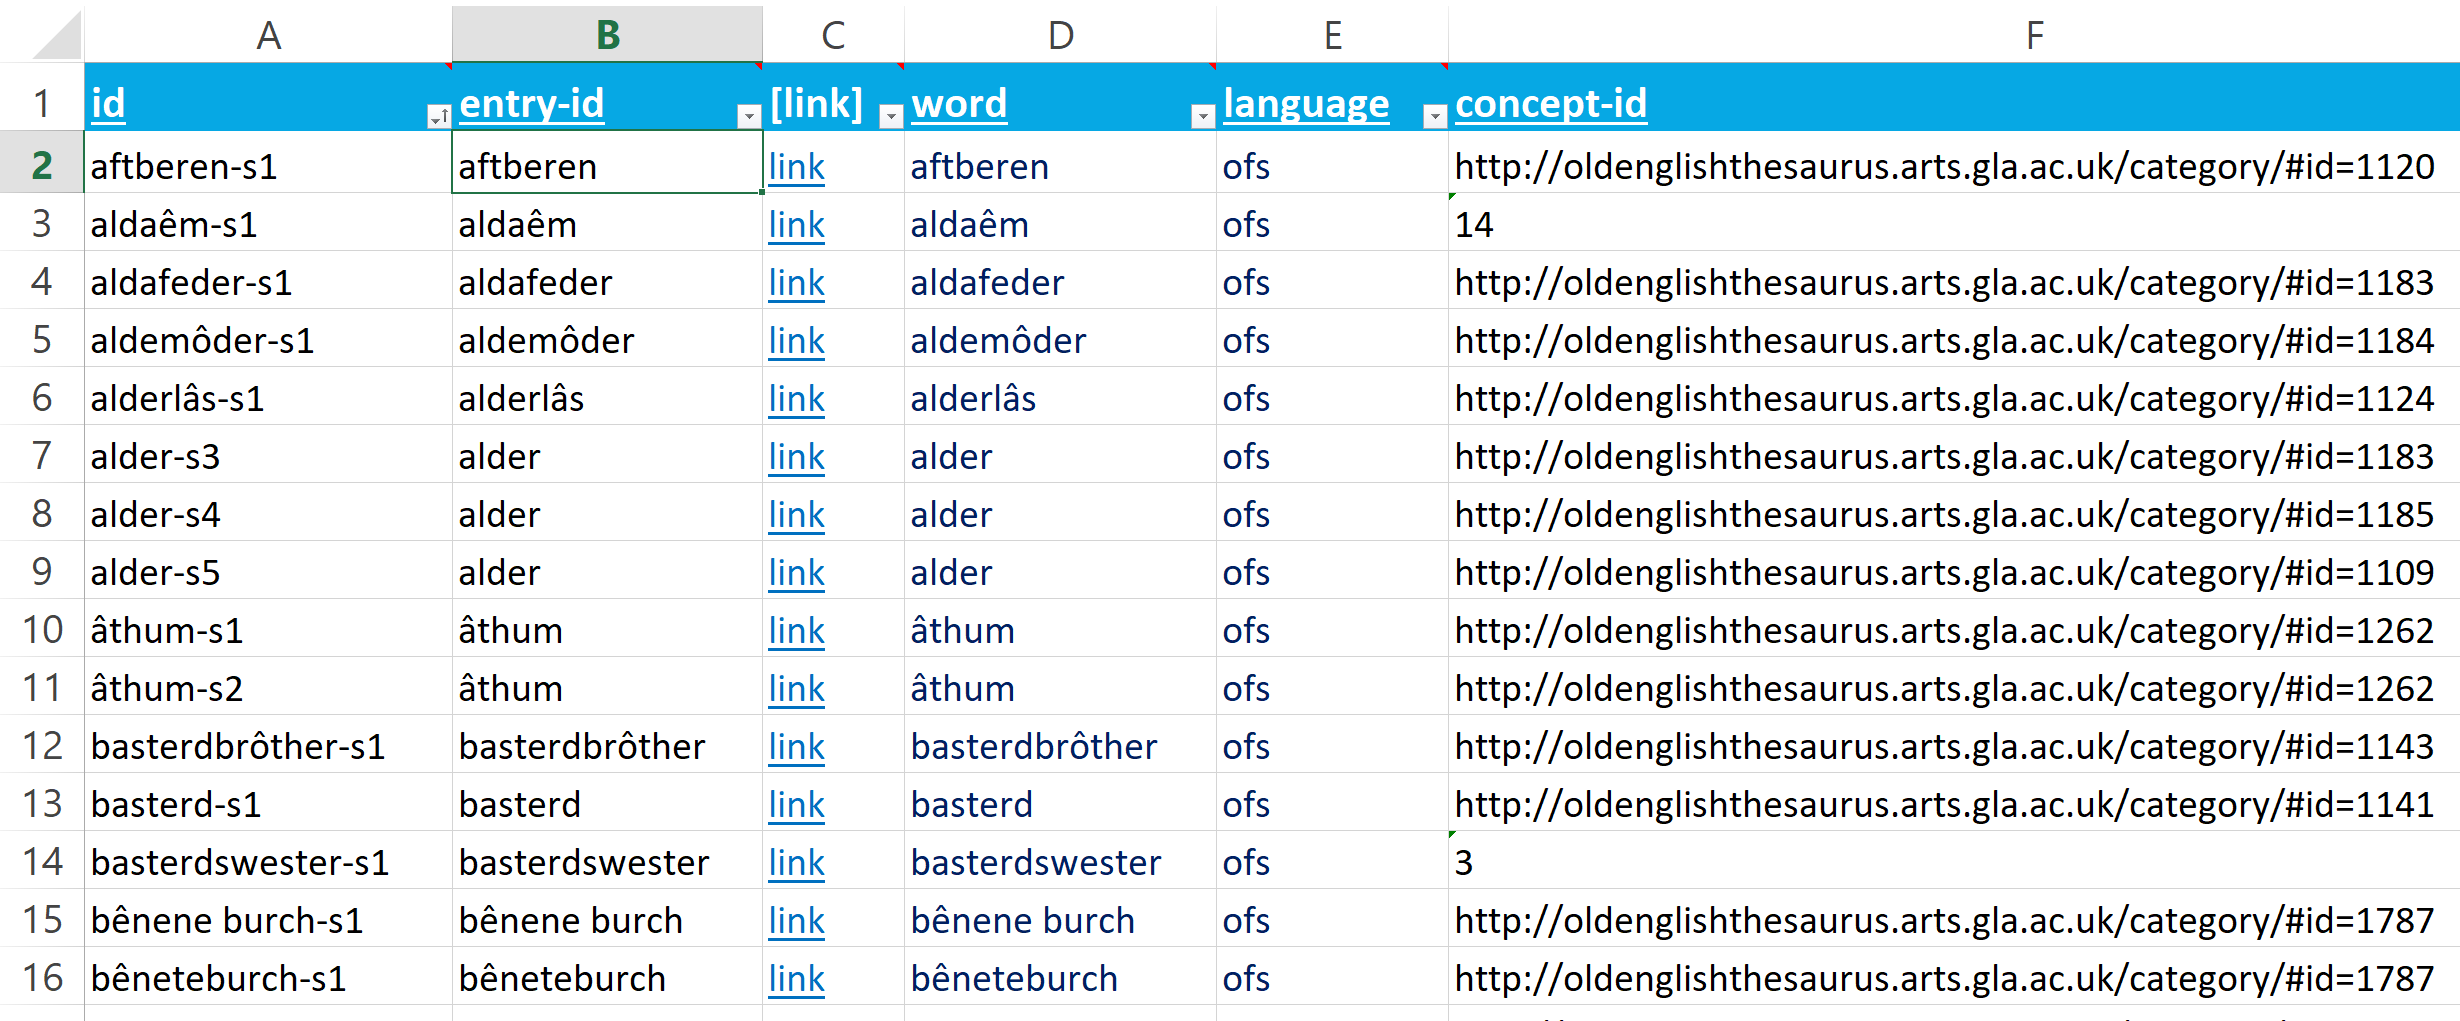 A B C D E F
1 id entry-id [link] word language concept-id
2 aftberen-s1 aftberen link aftberen ofs http://oldenglishthesaurus.arts.gla.ac.uk/category/#id=1120
3 aldaêm-s1 aldaêm link aldaêm ofs 14
4 aldafeder-s1 aldafeder link aldafeder ofs http://oldenglishthesaurus.arts.gla.ac.uk/category/#id=1183
5 aldemôder-s1 aldemôder link aldemôder ofs http://oldenglishthesaurus.arts.gla.ac.uk/category/#id=1184
6 alderlâs-s1 alderlâs link alderlâs ofs http://oldenglishthesaurus.arts.gla.ac.uk/category/#id=1124
7 alder-s3 alder link alder ofs http://oldenglishthesaurus.arts.gla.ac.uk/category/#id=1183
8 alder-s4 alder link alder ofs http://oldenglishthesaurus.arts.gla.ac.uk/category/#id=1185
9 alder-s5 alder link alder ofs http://oldenglishthesaurus.arts.gla.ac.uk/category/#id=1109
10 âthum-s1 âthum link âthum ofs http://oldenglishthesaurus.arts.gla.ac.uk/category/#id=1262
11 âthum-s2 âthum link âthum ofs http://oldenglishthesaurus.arts.gla.ac.uk/category/#id=1262
12 basterdbrôther-s1 basterdbrôther link basterdbrôther ofs http://oldenglishthesaurus.arts.gla.ac.uk/category/#id=1143
13 basterd-s1 basterd link basterd ofs http://oldenglishthesaurus.arts.gla.ac.uk/category/#id=1141
14 basterdswester-s1 basterdswester link basterdswester ofs 3
15 bênene burch-s1 bênene burch link bênene burch ofs http://oldenglishthesaurus.arts.gla.ac.uk/category/#id=1787
16 bêneteburch-s1 bêneteburch link bêneteburch ofs http://oldenglishthesaurus.arts.gla.ac.uk/category/#id=1787